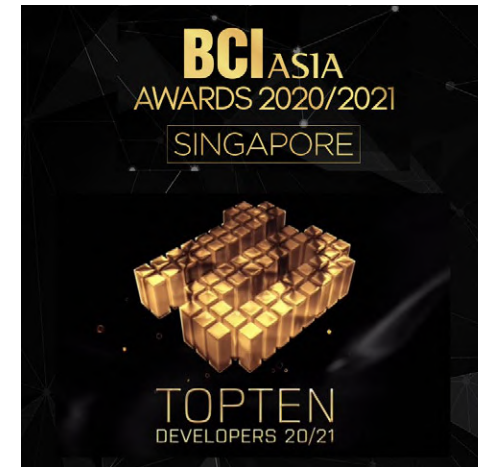 BCI ASIA
AWARDS 2020/2021
SINGAPORE
TOPTEN
DEVELOPERS 20/21